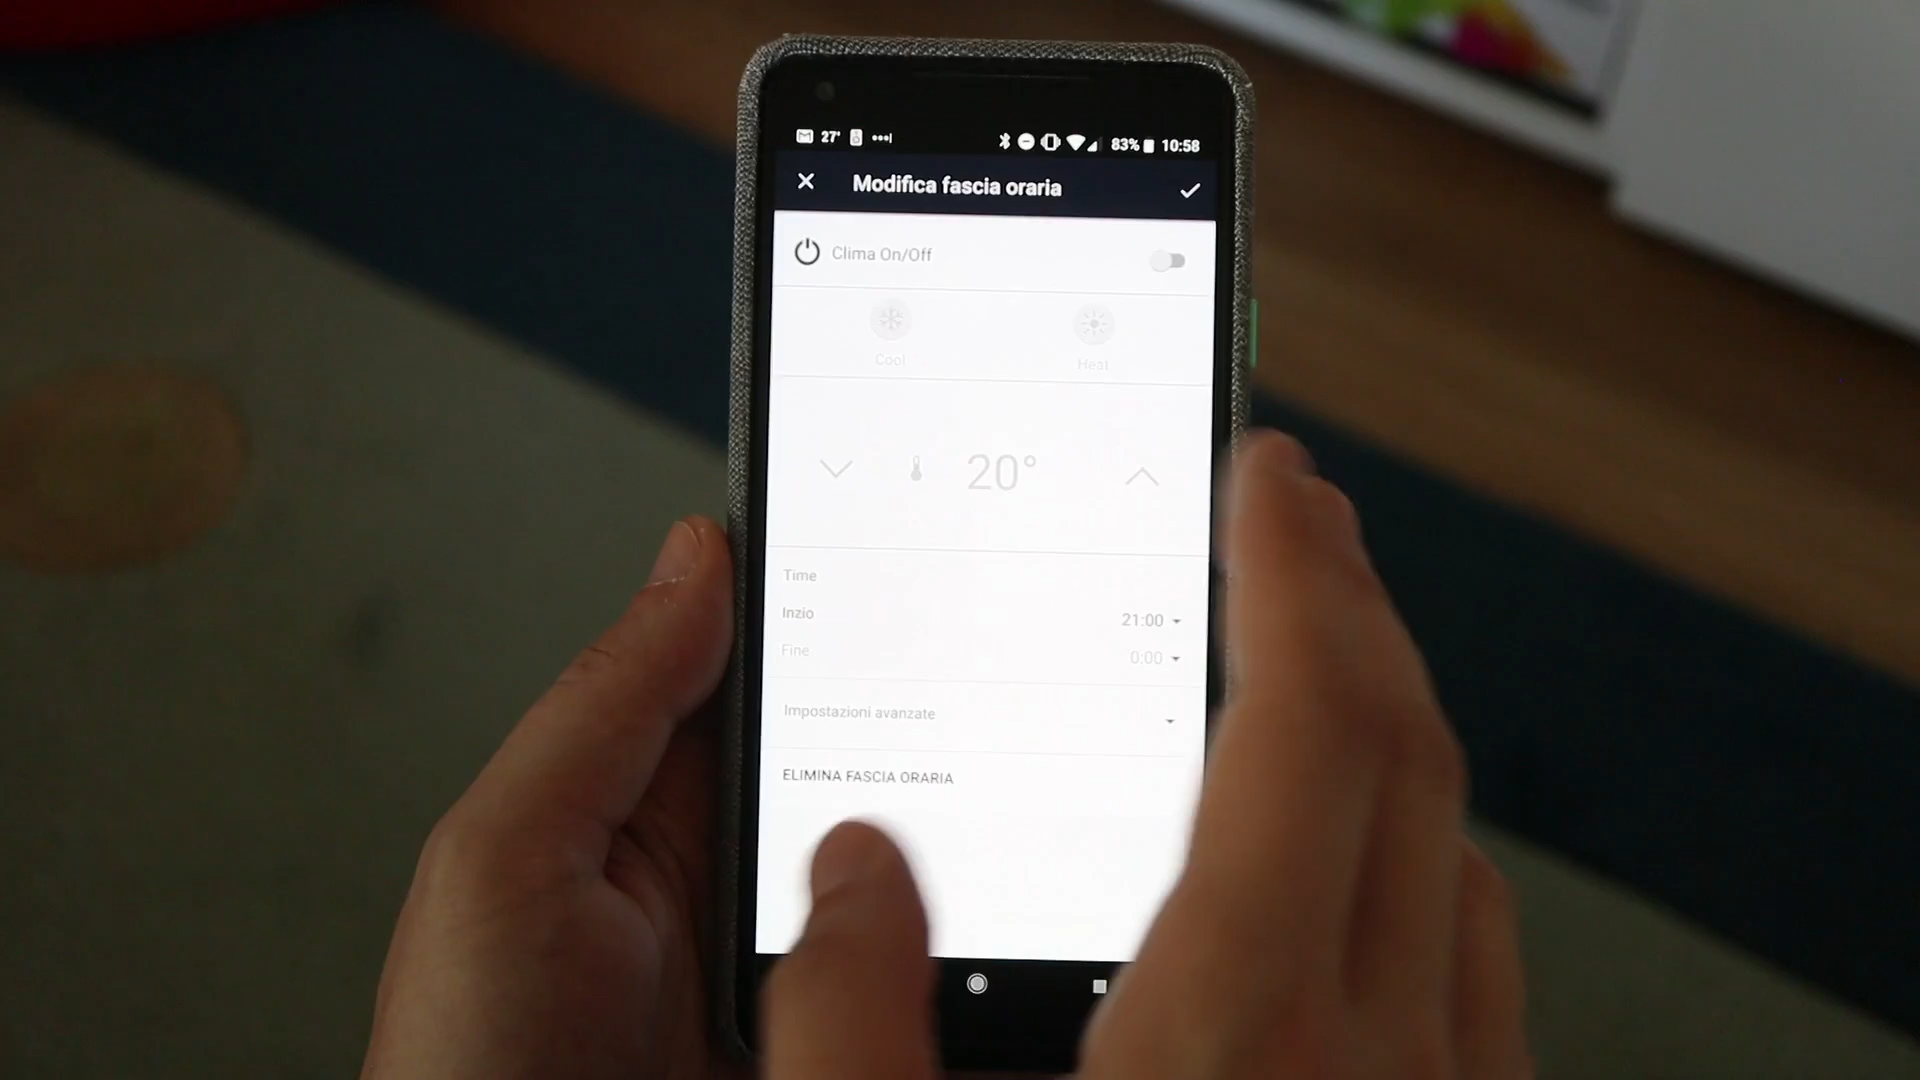 27° 83% 10:58
Modifica fascia oraria
Clima On/Off
Cool Heat
20°
Time
Inzio 21:00
Fine 0:00
Impostazioni avanzate
ELIMINA FASCIA ORARIA